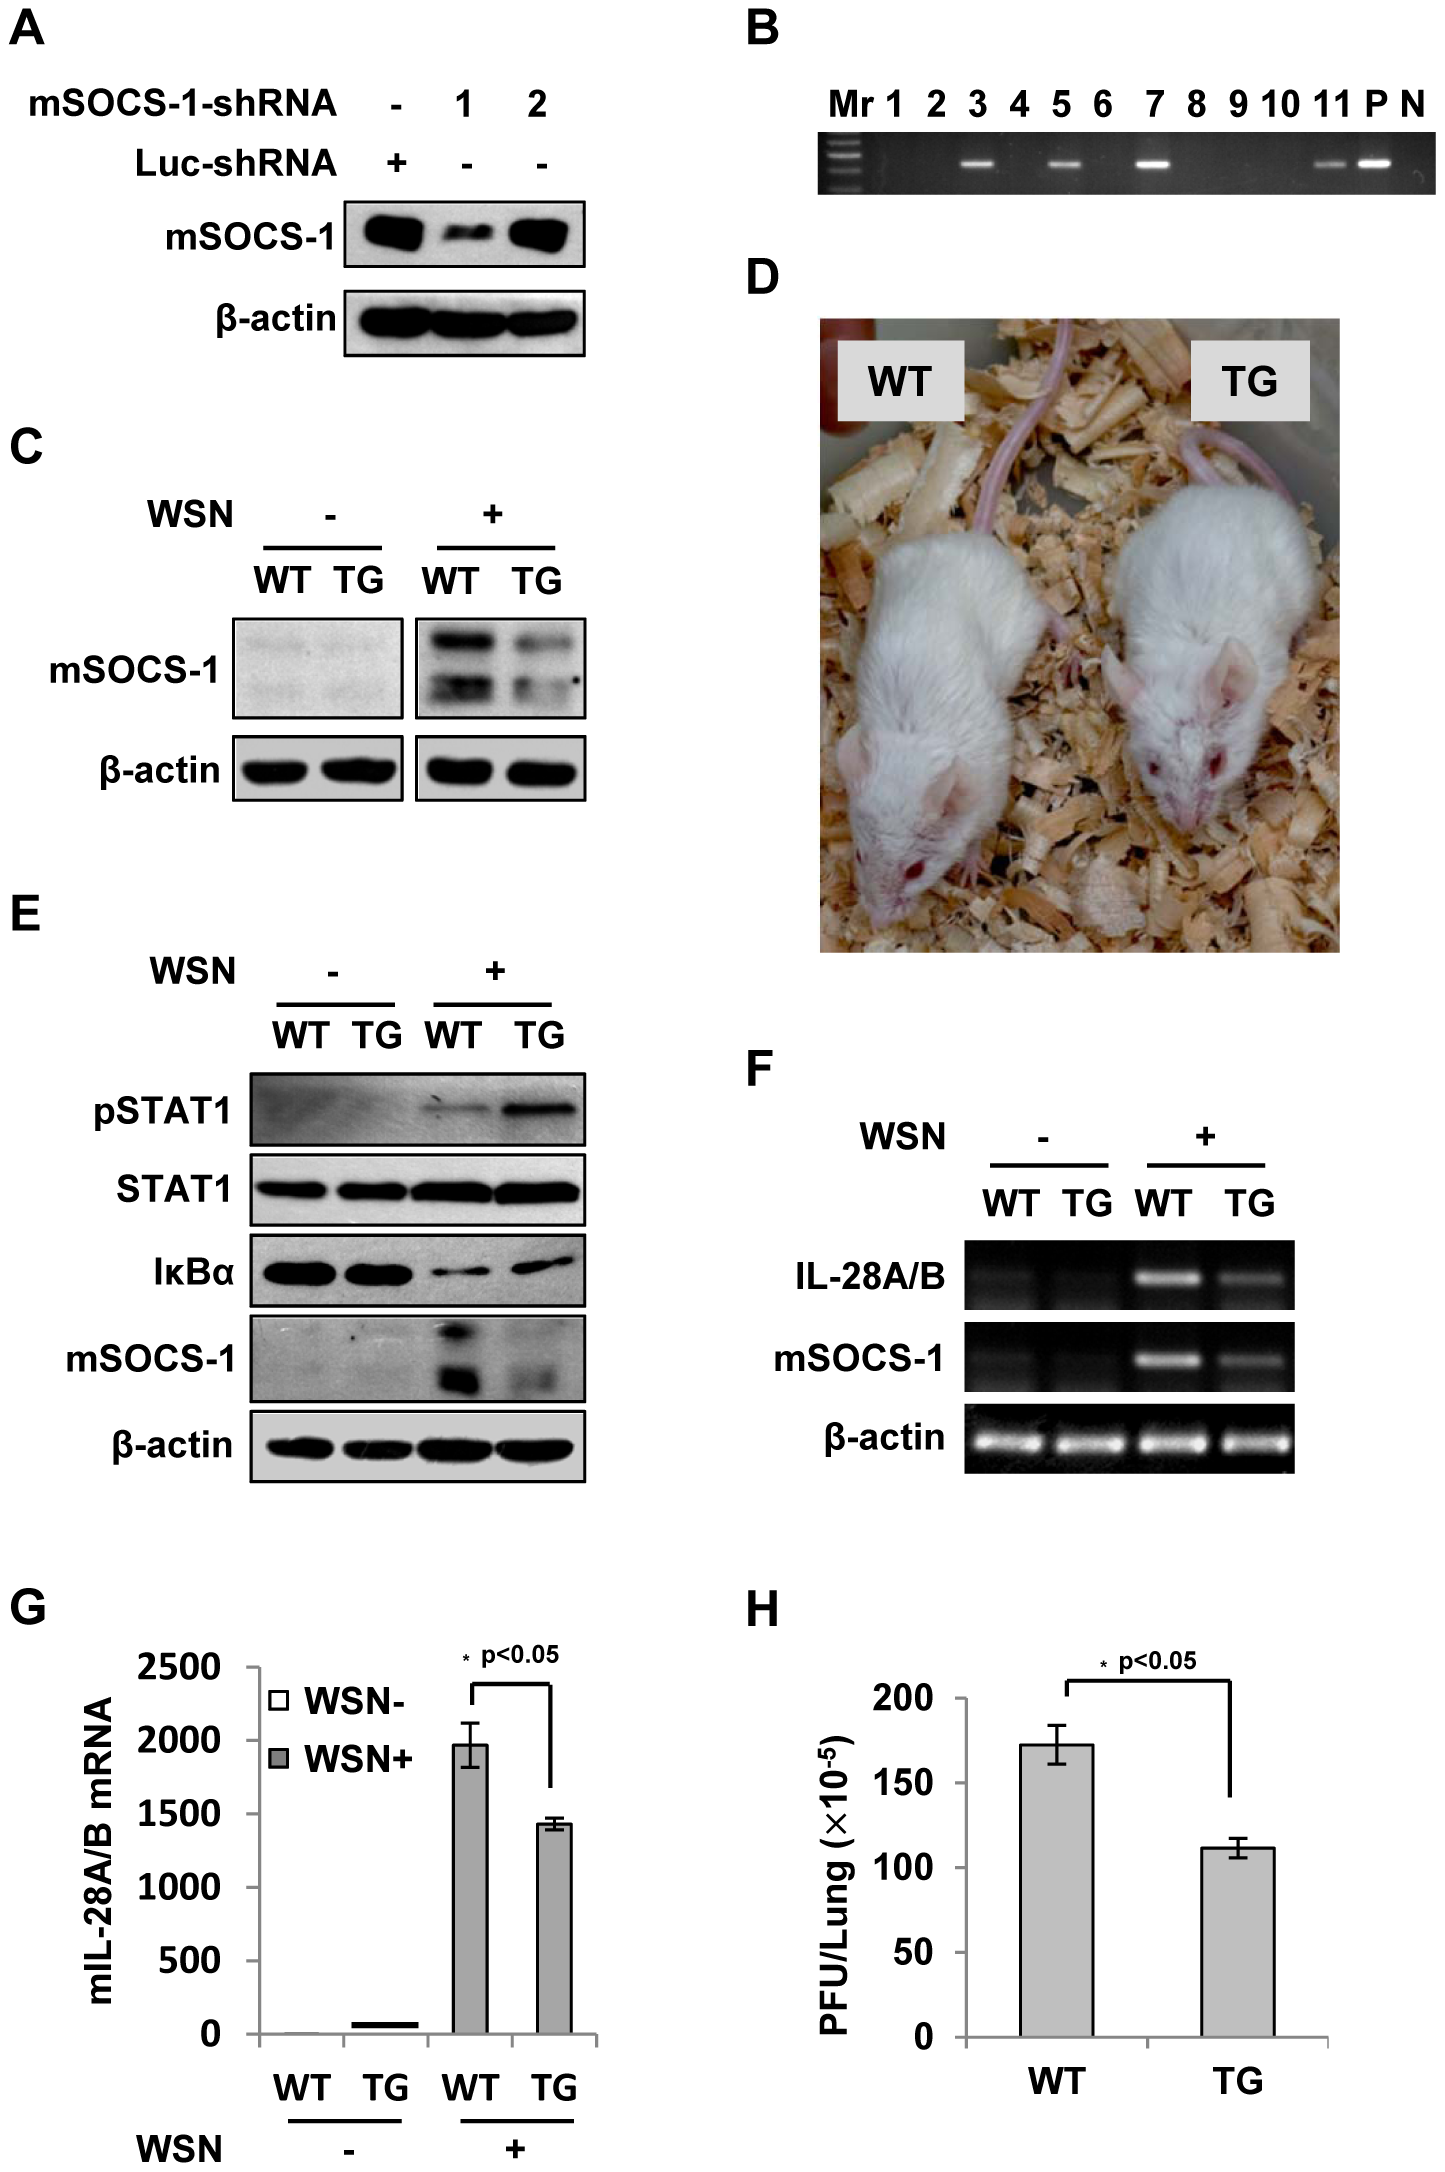 A
mSOCS-1-shRNA - 1 2
Luc-shRNA + - -
mSOCS-1
β-actin
B
Mr 1 2 3 4 5 6 7 8 9 10 11 P N
C
WSN - +
WT TG WT TG
mSOCS-1
β-actin
D
WT TG
E
WSN - +
WT TG WT TG
pSTAT1
STAT1
IκBα
mSOCS-1
β-actin
F
WSN - +
WT TG WT TG
IL-28A/B
mSOCS-1
β-actin
G
* p<0.05
mIL-28A/B mRNA
2500
2000
1500
1000
500
0
WSN-
WSN+
WT TG WT TG
WSN - +
H
* p<0.05
PFU/Lung (×10-5)
200
150
100
50
0
WT TG